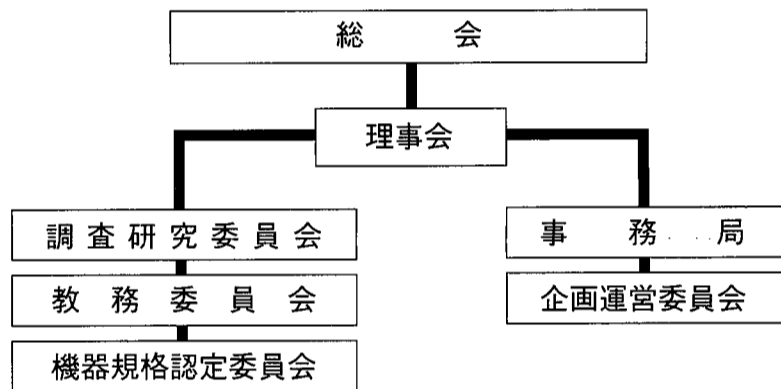 総会
理事会
調査研究委員会
事務局
教務委員会
企画運営委員会
機器規格認定委員会